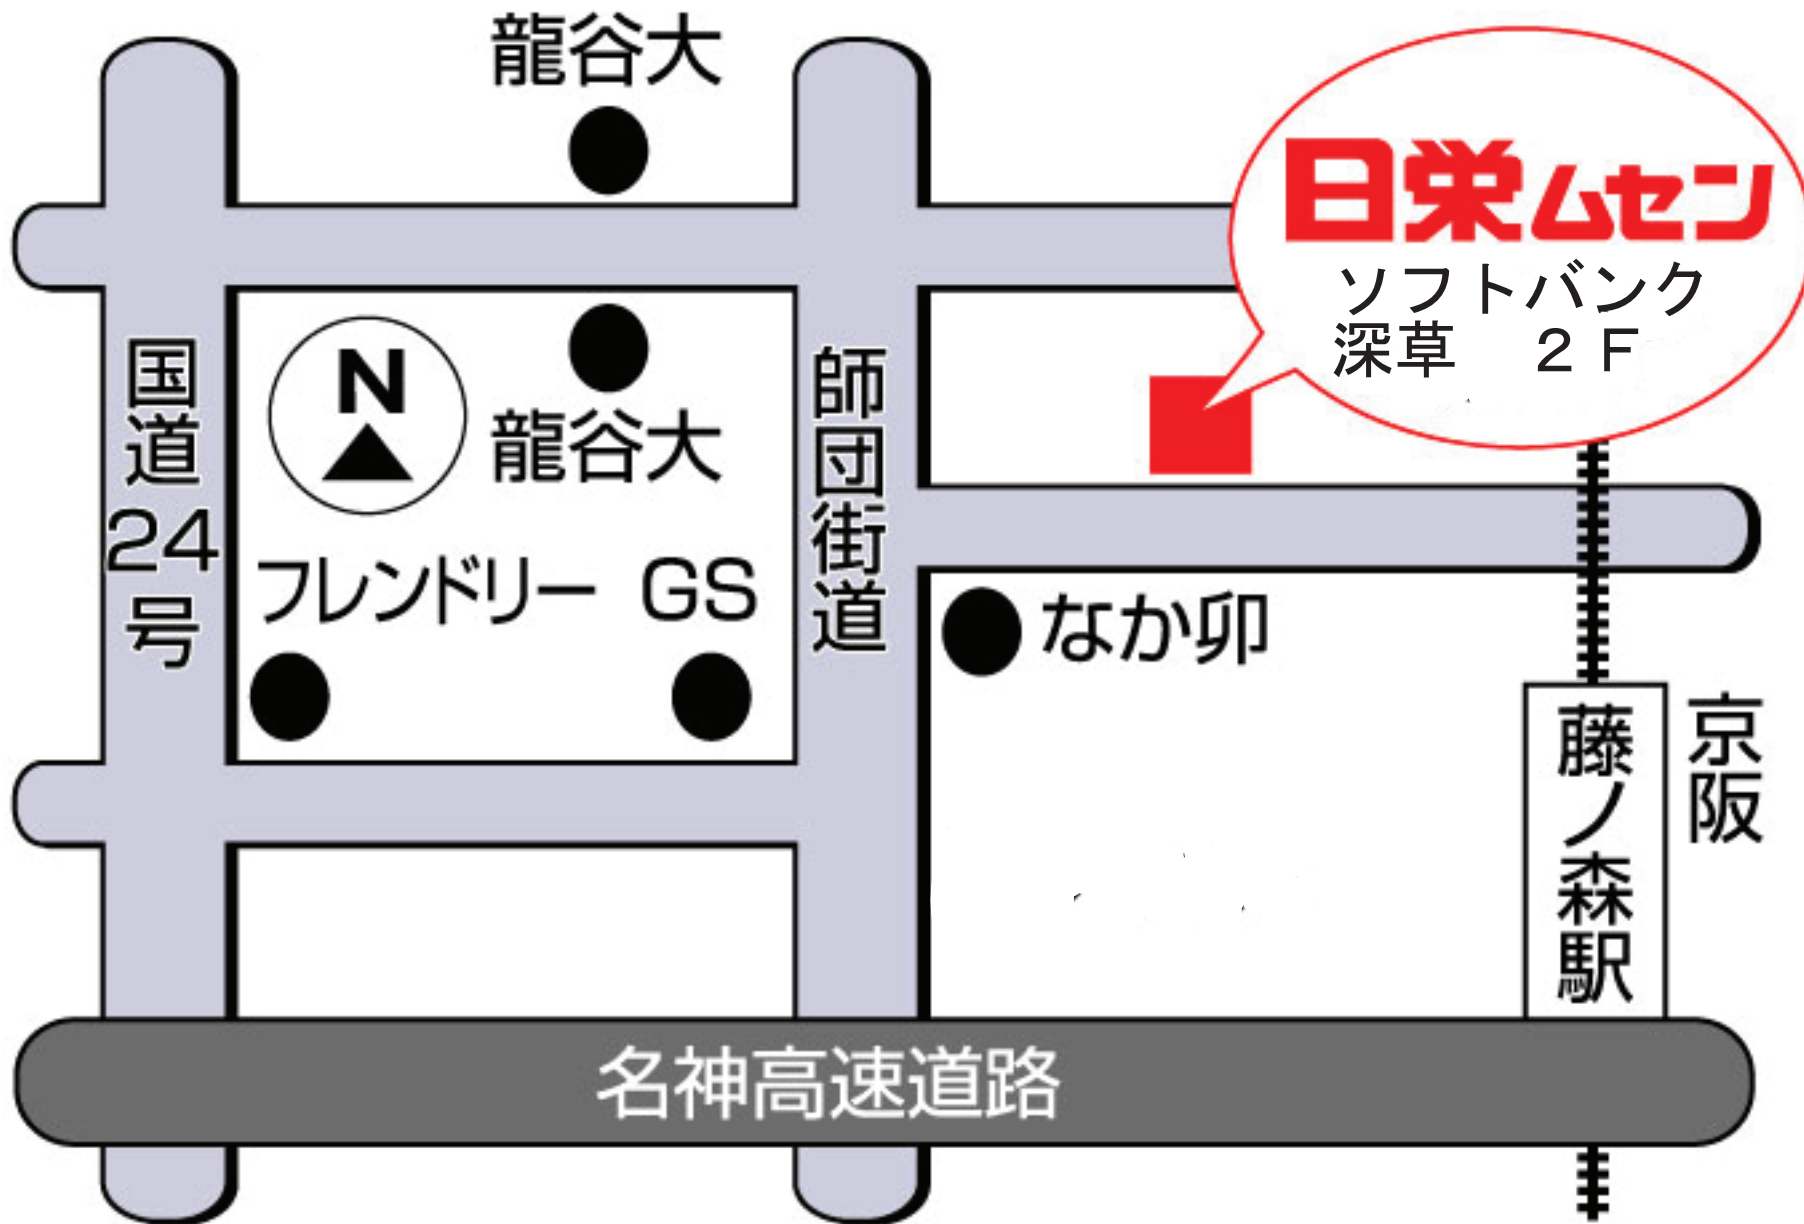 龍谷大
日栄ムセン
ソフトバンク
深草　２Ｆ
国道24号
N
龍谷大
師団街道
フレンドリー
GS
なか卯
藤ノ森駅
京阪
名神高速道路